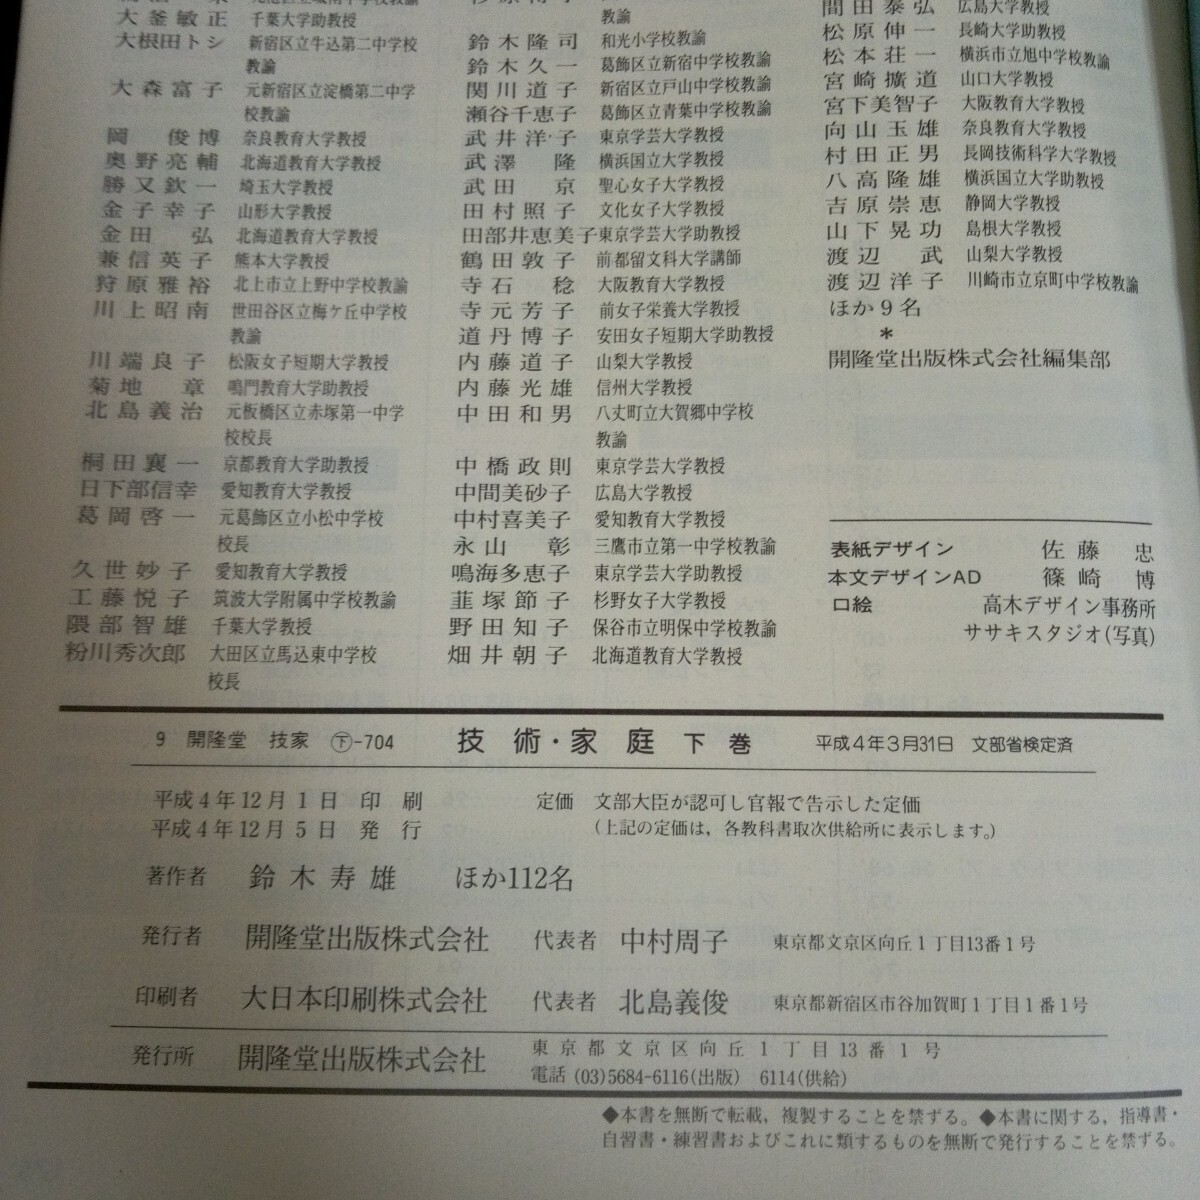 大釜敏正 千葉大学助教授
大根田トシ 新宿区立牛込第二中学校
教諭
大森富子 元新宿区立淀橋第二中学
校教諭
岡 俊博 奈良教育大学教授
奥野亮輔 北海道教育大学教授
勝又欽一 埼玉大学教授
金子幸子 山形大学教授
金田 弘 北海道教育大学教授
兼信英子 熊本大学教授
狩原雅裕 北上市立上野中学校教諭
川上昭南 世田谷区立梅ケ丘中学校
教諭
川端良子 松阪女子短期大学教授
菊地 章 鳴門教育大学助教授
北島義治 元板橋区立赤塚第一中学
校校長
桐田襄一 京都教育大学助教授
日下部信幸 愛知教育大学教授
葛岡啓一 元葛飾区立小松中学校
校長
久世妙子 愛知教育大学教授
工藤悦子 筑波大学附属中学校教諭
隈部智雄 千葉大学教授
粉川秀次郎 大田区立馬込東中学校
校長
教諭
鈴木隆司 和光小学校教諭
鈴木久一 葛飾区立新宿中学校教諭
関川道子 新宿区立戸山中学校教諭
瀬谷千恵子 葛飾区立青葉中学校教諭
武井洋子 東京学芸大学教授
武澤 隆 横浜国立大学教授
武田 京 聖心女子大学教授
田村照子 文化女子大学教授
田部井恵美子 東京学芸大学助教授
鶴田敦子 前都留文科大学講師
寺石 稔 大阪教育大学教授
寺元芳子 前女子栄養大学教授
道丹博子 安田女子短期大学助教授
内藤道子 山梨大学教授
内藤光雄 信州大学教授
中田和男 八丈町立大賀郷中学校
教諭
中橋政則 東京学芸大学教授
中間美砂子 広島大学教授
中村喜美子 愛知教育大学教授
永山 彰 三鷹市立第一中学校教諭
鳴海多恵子 東京学芸大学助教授
韮塚節子 杉野女子大学教授
野田知子 保谷市立明保中学校教諭
畑井朝子 北海道教育大学教授
間田泰弘 広島大学教授
松原伸一 長崎大学助教授
松本荘一 横浜市立旭中学校教諭
宮崎擴道 山口大学教授
宮下美智子 大阪教育大学教授
向山玉雄 奈良教育大学教授
村田正男 長岡技術科学大学教授
八高隆雄 横浜国立大学助教授
吉原崇恵 静岡大学教授
山下晃功 島根大学教授
渡辺 武 山梨大学教授
渡辺洋子 川崎市立京町中学校教諭
ほか9名
*
開隆堂出版株式会社編集部
表紙デザイン 佐藤 忠
本文デザインAD 篠崎 博
口絵 高木デザイン事務所
ササキスタジオ(写真)
9 開隆堂 技家 ㊦-704 技術・家庭 下巻 平成4年3月31日 文部省検定済
平成4年12月1日 印刷 定価 文部大臣が認可し官報で告示した定価
平成4年12月5日 発行 (上記の定価は，各教科書取次供給所に表示します。)
著作者 鈴木寿雄 ほか112名
発行者 開隆堂出版株式会社 代表者 中村周子 東京都文京区向丘1丁目13番1号
印刷者 大日本印刷株式会社 代表者 北島義俊 東京都新宿区市谷加賀町1丁目1番1号
発行所 開隆堂出版株式会社 東京都文京区向丘1丁目13番1号
電話 (03)5684-6116(出版) 6114(供給)
◆本書を無断で転載，複製することを禁ずる。◆本書に関する，指導書・
自習書・練習書およびこれに類するものを無断で発行することを禁ずる。